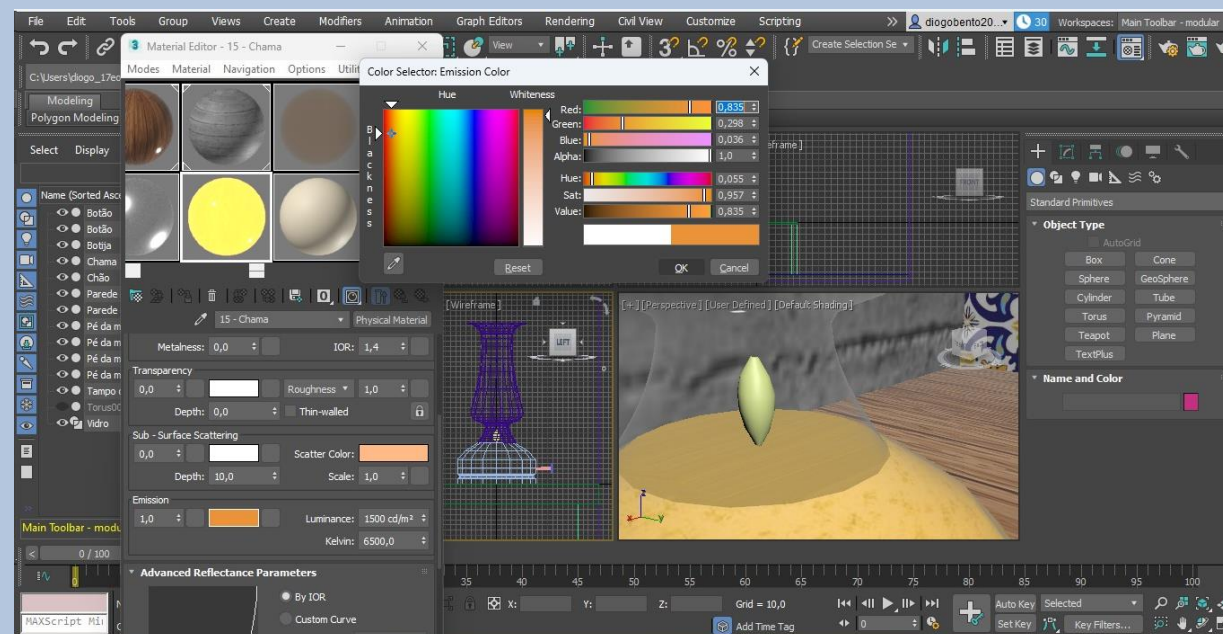 File Edit Tools Group Views Create Modifiers Animation Graph Editors Rendering Civil View Customize Scripting » diogobento20... 30 Workspaces: Main Toolbar - modular
3 Material Editor - 15 - Chama
View
Create Selection Se
C:\Users\diogo_17eo
Modes Material Navigation Options Utili
Color Selector: Emission Color
Modeling
Polygon Modeling
Hue Whiteness
Blackness
Red: 0,835
Green: 0,298
Blue: 0,036
Alpha: 1,0
Hue: 0,055
Sat: 0,957
Value: 0,835
Reset OK Cancel
Select Display
Name (Sorted Asce
Botão
Botão
Botija
Chama
Chão
Parede
Parede
Pé da m
Pé da m
Pé da m
Pé da m
Tampo
Torus00
Vidro
15 - Chama Physical Material
Metalness: 0,0 IOR: 1,4
Transparency
0,0 Roughness 1,0
Depth: 0,0 Thin-walled
Sub - Surface Scattering
0,0 Scatter Color:
Depth: 10,0 Scale: 1,0
Emission
1,0 Luminance: 1500 cd/m²
Kelvin: 6500,0
Advanced Reflectance Parameters
By IOR
Custom Curve
eframe ]
FRONT
[Wireframe ]
LEFT
[+ ] [Perspective ] [User Defined ] [Default Shading ]
z
x y
Standard Primitives
Object Type
AutoGrid
Box Cone
Sphere GeoSphere
Cylinder Tube
Torus Pyramid
Teapot Plane
TextPlus
Name and Color
Main Toolbar - modu
0 / 100
0
35 40 45 50 55 60 65 70 75 80 85 90 95 100
X: Y: Z: Grid = 10,0
Auto Key Selected
MAXScript Mi
Add Time Tag
0
Set Key Key Filters...